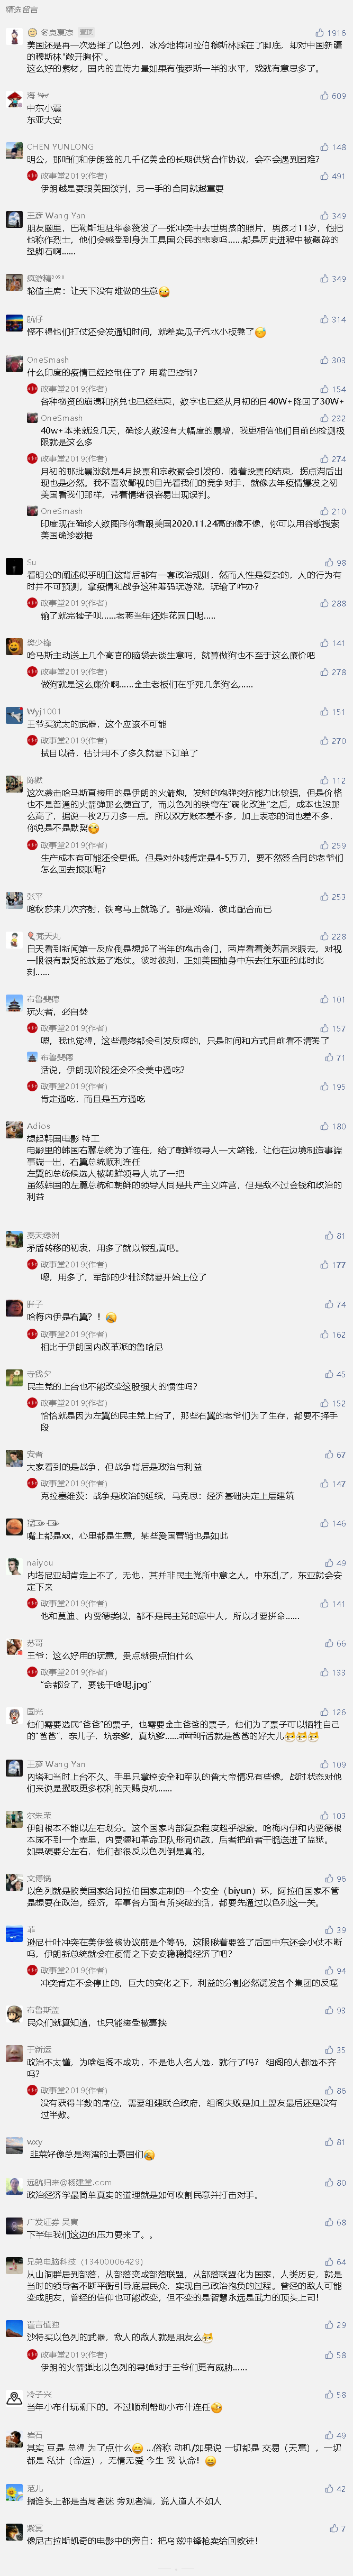 精选留言
冬良夏凉 置顶 1916
美国还是再一次选择了以色列，冰冷地将阿拉伯穆斯林踩在了脚底，却对中国新疆
的穆斯林"敞开胸怀"。
这么好的素材，国内的宣传力量如果有俄罗斯一半的水平，戏就有意思多了。
海 609
中东小震
东亚大安
CHEN YUNLONG 148
明公，那咱们和伊朗签的几千亿美金的长期供货合作协议，会不会遇到困难？
政事堂2019(作者) 491
伊朗越是要跟美国谈判，另一手的合同就越重要
王彦 Wang Yan 349
朋友圈里，巴勒斯坦驻华参赞发了一张冲突中去世男孩的照片，男孩才11岁，他把
他称作烈士，他们会感受到身为工具国公民的悲哀吗......都是历史进程中被碾碎的
垫脚石啊......
疯游精 349
轮值主席：让天下没有难做的生意
航仔 314
怪不得他们打仗还会发通知时间，就差卖瓜子汽水小板凳了
OneSmash 303
什么印度的疫情已经控制住了？用嘴巴控制？
政事堂2019(作者) 154
各种物资的崩溃和挤兑也已经结束，数字也已经从月初的日40W+降回了30W+
OneSmash 232
40w+本来就没几天，确诊人数没有大幅度的暴增，我更相信他们目前的检测极
限就是这么多
政事堂2019(作者) 274
月初的那批暴涨就是4月投票和宗教聚会引发的，随着投票的结束，拐点滞后出
现也是必然。我不喜欢鄙视的目光看我们的竞争对手，就像去年疫情爆发之初
美国看我们那样，带着情绪很容易出现误判。
OneSmash 210
印度现在确诊人数图形你看跟美国2020.11.24高的像不像，你可以用谷歌搜索
美国确诊数据
Su 98
看明公的阐述似乎明白这背后都有一套政治规则，然而人性是复杂的，人的行为有
时并不可预测，拿疫情和战争这种筹码玩游戏，玩输了咋办？
政事堂2019(作者) 288
输了就完犊子呗......老蒋当年还炸花园口呢.....
樊少锋 141
哈马斯主动送上几个高官的脑袋去谈生意吗，就算做狗也不至于这么廉价吧
政事堂2019(作者) 278
做狗就是这么廉价啊......金主老板们在乎死几条狗么......
Wyj1001 151
王爷买犹太的武器，这个应该不可能
政事堂2019(作者) 270
拭目以待，估计用不了多久就要下订单了
陈默 112
这次袭击哈马斯直接用的是伊朗的火箭炮，发射的炮弹突防能力比较强，但是价格
也不是普通的火箭弹那么便宜了，而以色列的铁穹在"碳化改进"之后，成本也没那
么高了，据说一枚2万刀多一点。所以双方账本差不多，加上表态的词也差不多，
你说是不是默契
政事堂2019(作者) 259
生产成本有可能还会更低，但是对外喊肯定是4-5万刀，要不然签合同的老爷们
怎么回去报账呢？
张平 253
喀秋莎来几次齐射，铁穹马上就跪了。都是戏精，彼此配合而已
梵天丸 228
白天看到新闻第一反应倒是想起了当年的炮击金门，两岸看着美苏眉来眼去，对视
一眼很有默契的放起了炮仗。彼时彼刻，正如美国抽身中东去往东亚的此时此
刻......
布鲁斐德 101
玩火者，必自焚
政事堂2019(作者) 157
嗯，我也觉得，这些最终都会引发反噬的，只是时间和方式目前看不清罢了
布鲁斐德 71
话说，伊朗现阶段还会不会美中通吃？
政事堂2019(作者) 195
肯定通吃，而且是五方通吃
Adios 180
想起韩国电影 特工
电影里的韩国右翼总统为了连任，给了朝鲜领导人一大笔钱，让他在边境制造事端
事端一出，右翼总统顺利连任
左翼的总统候选人被朝鲜领导人坑了一把
虽然韩国的左翼总统和朝鲜的领导人同是共产主义阵营，但是敌不过金钱和政治的
利益
秦天绿洲 81
矛盾转移的初衷，用多了就以假乱真吧。
政事堂2019(作者) 177
嗯，用多了，军部的少壮派就要开始上位了
胖子 74
哈梅内伊是右翼？！
政事堂2019(作者) 162
相比于伊朗国内改革派的鲁哈尼
寺线夕 45
民主党的上台也不能改变这股强大的惯性吗？
政事堂2019(作者) 152
恰恰就是因为左翼的民主党上台了，那些右翼的老爷们为了生存，都要不择手
段
安睿 67
大家看到的是战争，但战争背后是政治与利益
政事堂2019(作者) 147
克拉塞维茨：战争是政治的延续，马克思：经济基础决定上层建筑
146
嘴上都是xx，心里都是生意，某些爱国营销也是如此
naiyou 49
内塔尼亚胡肯定上不了，无他，其并非民主党所中意之人。中东乱了，东亚就会安
定下来
政事堂2019(作者) 141
他和莫迪、内贾德类似，都不是民主党的意中人，所以才要拼命......
苏哥 66
王爷：这么好用的玩意，贵点就贵点怕什么
政事堂2019(作者) 133
"命都没了，要钱干啥呢.jpg"
国光 126
他们需要选民"爸爸"的票子，也需要金主爸爸的票子，他们为了票子可以牺牲自己
的"爸爸"，亲儿子，坑亲爹，真坑爹......听话就是爸爸的好大儿
王彦 Wang Yan 109
内塔和当时上台不久、手里只掌控安全和军队的普大帝情况有些像，战时状态对他
们来说是攫取更多权利的天赐良机......
尔朱荣 103
伊朗根本不能以左右划分。这个国家内部复杂程度超乎想象。哈梅内伊和内贾德根
本尿不到一个壶里，内贾德和革命卫队形同仇敌，后者把前者干脆送进了监狱。
如果硬要分左右，他们都很反以色列倒是真的。
文博锅 96
以色列就是欧美国家给阿拉伯国家定制的一个安全（biyun）环，阿拉伯国家不管
是想要在政治，经济，军事各方面有所突破的话，都要先通过以色列这一关。
菲 39
逊尼什叶冲突在美伊签核协议前是个筹码，这眼瞅着要签了后面中东还会小仗不断
吗，伊朗新总统就会在疫情之下安安稳稳搞经济了吧？
政事堂2019(作者) 94
冲突肯定不会停止的，巨大的变化之下，利益的分割必然诱发各个集团的反噬
布鲁斯盖 93
民众们就算知道，也只能接受被裹挟
于新运 35
政治不太懂，为啥组阁不成功，不是他人名人选，就行了吗？ 组阁的人都选不齐
吗？
政事堂2019(作者) 86
没有获得半数的席位，需要组建联合政府，组阁失败是加上盟友最后还是没有
过半数。
wxy 81
韭菜好像总是海湾的土豪国们
远航归来@杨建堂.com 80
政治经济学最简单真实的道理就是如何收割民意并打击对手。
广发证券 吴寅 68
下半年我们这边的压力要来了。。
兄弟电脑科技（13400006429） 64
从山洞群居到部落，从部落变成部落联盟，从部落联盟化为国家，人类历史，就是
当时的领导者不断平衡引导底层民众，实现自己政治抱负的过程。曾经的敌人可能
变成朋友，曾经的信仰也可能改变，但不变的是智慧永远是武力的顶头上司！
谨言慎独 29
沙特买以色列的武器，敌人的敌人就是朋友么
政事堂2019(作者) 58
伊朗的火箭弹比以色列的导弹对于王爷们更有威胁......
冷子兴 58
当年小布什玩剩下的。不过顺利帮助小布什连任
岩石 49
其实 豆是 总得 为了点什么 ...俗称 动机/如果说 一切都是 交易（天意），一切
都是 私计（命运），无情无爱 今生 我 认命！
范儿 42
搁谁头上都是当局者迷 旁观者清，说人道人不如人
紫冥 7
像尼古拉斯凯奇的电影中的旁白：把乌兹冲锋枪卖给回教徒！